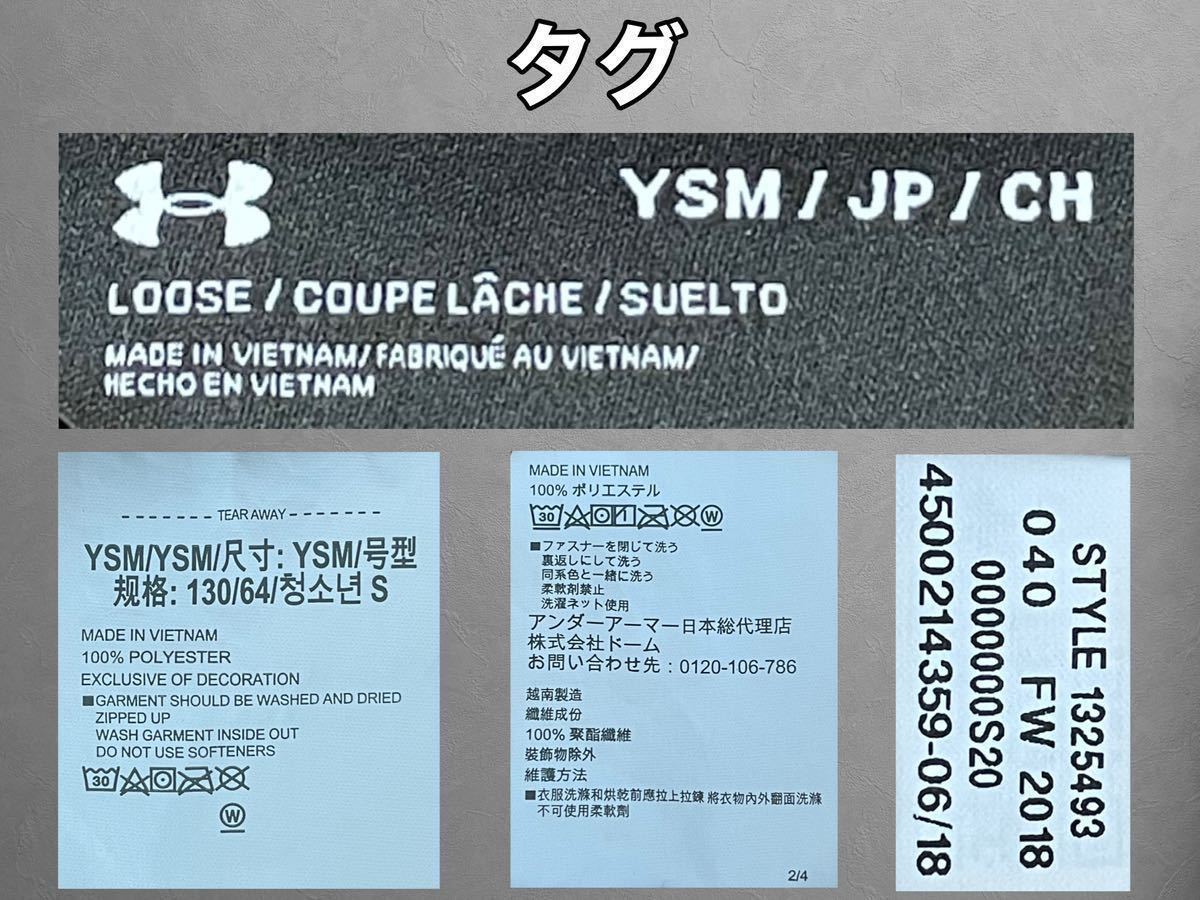 タグ
YSM / JP / CH
LOOSE / COUPE LÂCHE / SUELTO
MADE IN VIETNAM/FABRIQUÉ AU VIETNAM/
HECHO EN VIETNAM
- - - - - - - TEAR AWAY - - - - - - -
YSM/YSM/尺寸: YSM/号型
规格: 130/64/청소년 S
MADE IN VIETNAM
100% POLYESTER
EXCLUSIVE OF DECORATION
■GARMENT SHOULD BE WASHED AND DRIED
ZIPPED UP
WASH GARMENT INSIDE OUT
DO NOT USE SOFTENERS
30
W
MADE IN VIETNAM
100% ポリエステル
30 W
■ファスナーを閉じて洗う
裏返しにして洗う
同系色と一緒に洗う
柔軟剤禁止
洗濯ネット使用
アンダーアーマー日本総代理店
株式会社ドーム
お問い合わせ先：0120-106-786
越南製造
纖維成份
100% 聚酯纖維
裝飾物除外
維護方法
■衣服洗滌和烘乾前應拉上拉鍊 將衣物內外翻面洗滌
不可使用柔軟劑
2/4
STYLE 1325493
040 FW 2018
0000000S20
4500214359-06/18